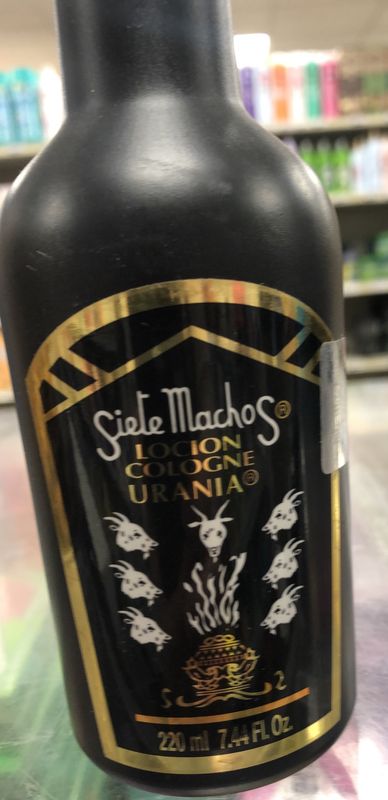 Siete Machos®
LOCION
COLOGNE
URANIA®
220 ml 7.44 Fl. Oz.